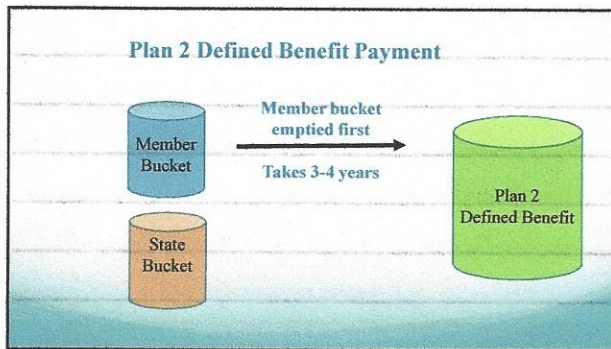 Plan 2 Defined Benefit Payment
Member
Bucket
Member bucket
emptied first
Takes 3-4 years
State
Bucket
Plan 2
Defined Benefit